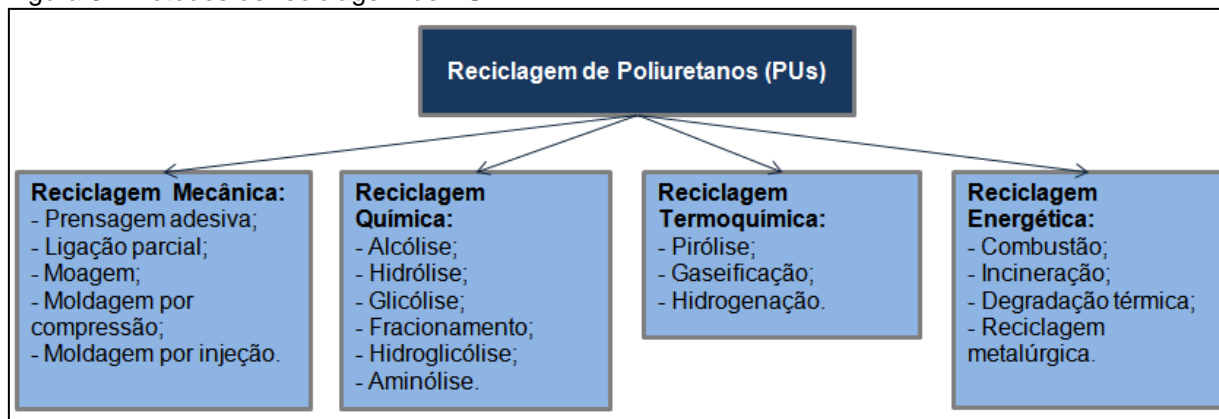 Reciclagem de Poliuretanos (PUs)
Reciclagem Mecânica:
- Prensagem adesiva;
- Ligação parcial;
- Moagem;
- Moldagem por
compressão;
- Moldagem por injeção.
Reciclagem
Química:
- Alcólise;
- Hidrólise;
- Glicólise;
- Fracionamento;
- Hidroglicólise;
- Aminólise.
Reciclagem
Termoquímica:
- Pirólise;
- Gaseificação;
- Hidrogenação.
Reciclagem
Energética:
- Combustão;
- Incineração;
- Degradação térmica;
- Reciclagem
metalúrgica.